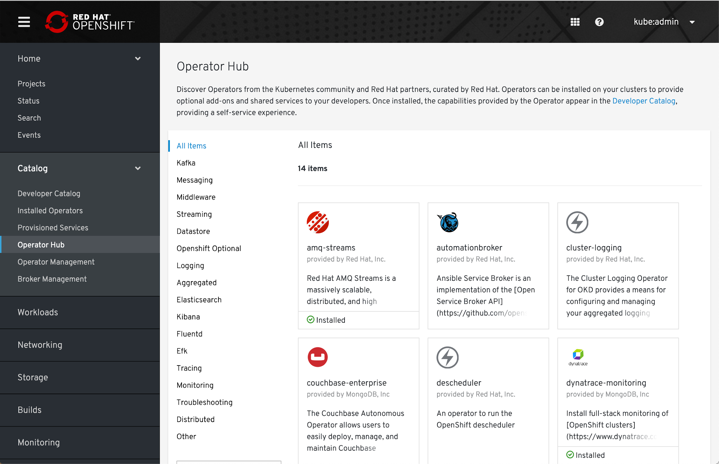 RED HAT
OPENSHIFT
kube:admin
Home
Projects
Status
Search
Events
Catalog
Developer Catalog
Installed Operators
Provisioned Services
Operator Hub
Operator Management
Broker Management
Workloads
Networking
Storage
Builds
Monitoring
Operator Hub
Discover Operators from the Kubernetes community and Red Hat partners, curated by Red Hat. Operators can be installed on your clusters to provide
optional add-ons and shared services to your developers. Once installed, the capabilities provided by the Operator appear in the Developer Catalog,
providing a self-service experience.
All Items
Kafka
Messaging
Middleware
Streaming
Datastore
Openshift Optional
Logging
Aggregated
Elasticsearch
Kibana
Fluentd
Efk
Tracing
Monitoring
Troubleshooting
Distributed
Other
All Items
14 items
amq-streams
provided by Red Hat, Inc.
Red Hat AMQ Streams is a
massively scalable,
distributed, and high
Installed
automationbroker
provided by Red Hat, Inc.
Ansible Service Broker is an
implementation of the [Open
Service Broker API]
(https://github.com/open
cluster-logging
provided by Red Hat, Inc.
The Cluster Logging Operator
for OKD provides a means for
configuring and managing
your aggregated logging
couchbase-enterprise
provided by MongoDB, Inc
The Couchbase Autonomous
Operator allows users to
easily deploy, manage, and
maintain Couchbase
descheduler
provided by Red Hat, Inc.
An operator to run the
OpenShift descheduler
dynatrace
dynatrace-monitoring
provided by MongoDB, Inc
Install full-stack monitoring of
[OpenShift clusters]
(https://www.dynatrace.
Installed